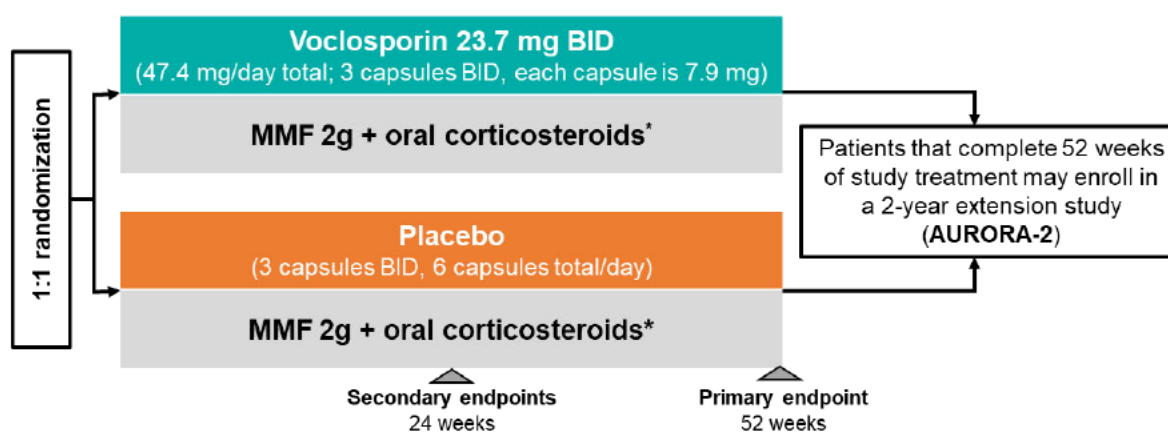 1:1 randomization
Voclosporin 23.7 mg BID
(47.4 mg/day total; 3 capsules BID, each capsule is 7.9 mg)
MMF 2g + oral corticosteroids*
Placebo
(3 capsules BID, 6 capsules total/day)
MMF 2g + oral corticosteroids*
Patients that complete 52 weeks
of study treatment may enroll in
a 2-year extension study
(AURORA-2)
Secondary endpoints
24 weeks
Primary endpoint
52 weeks